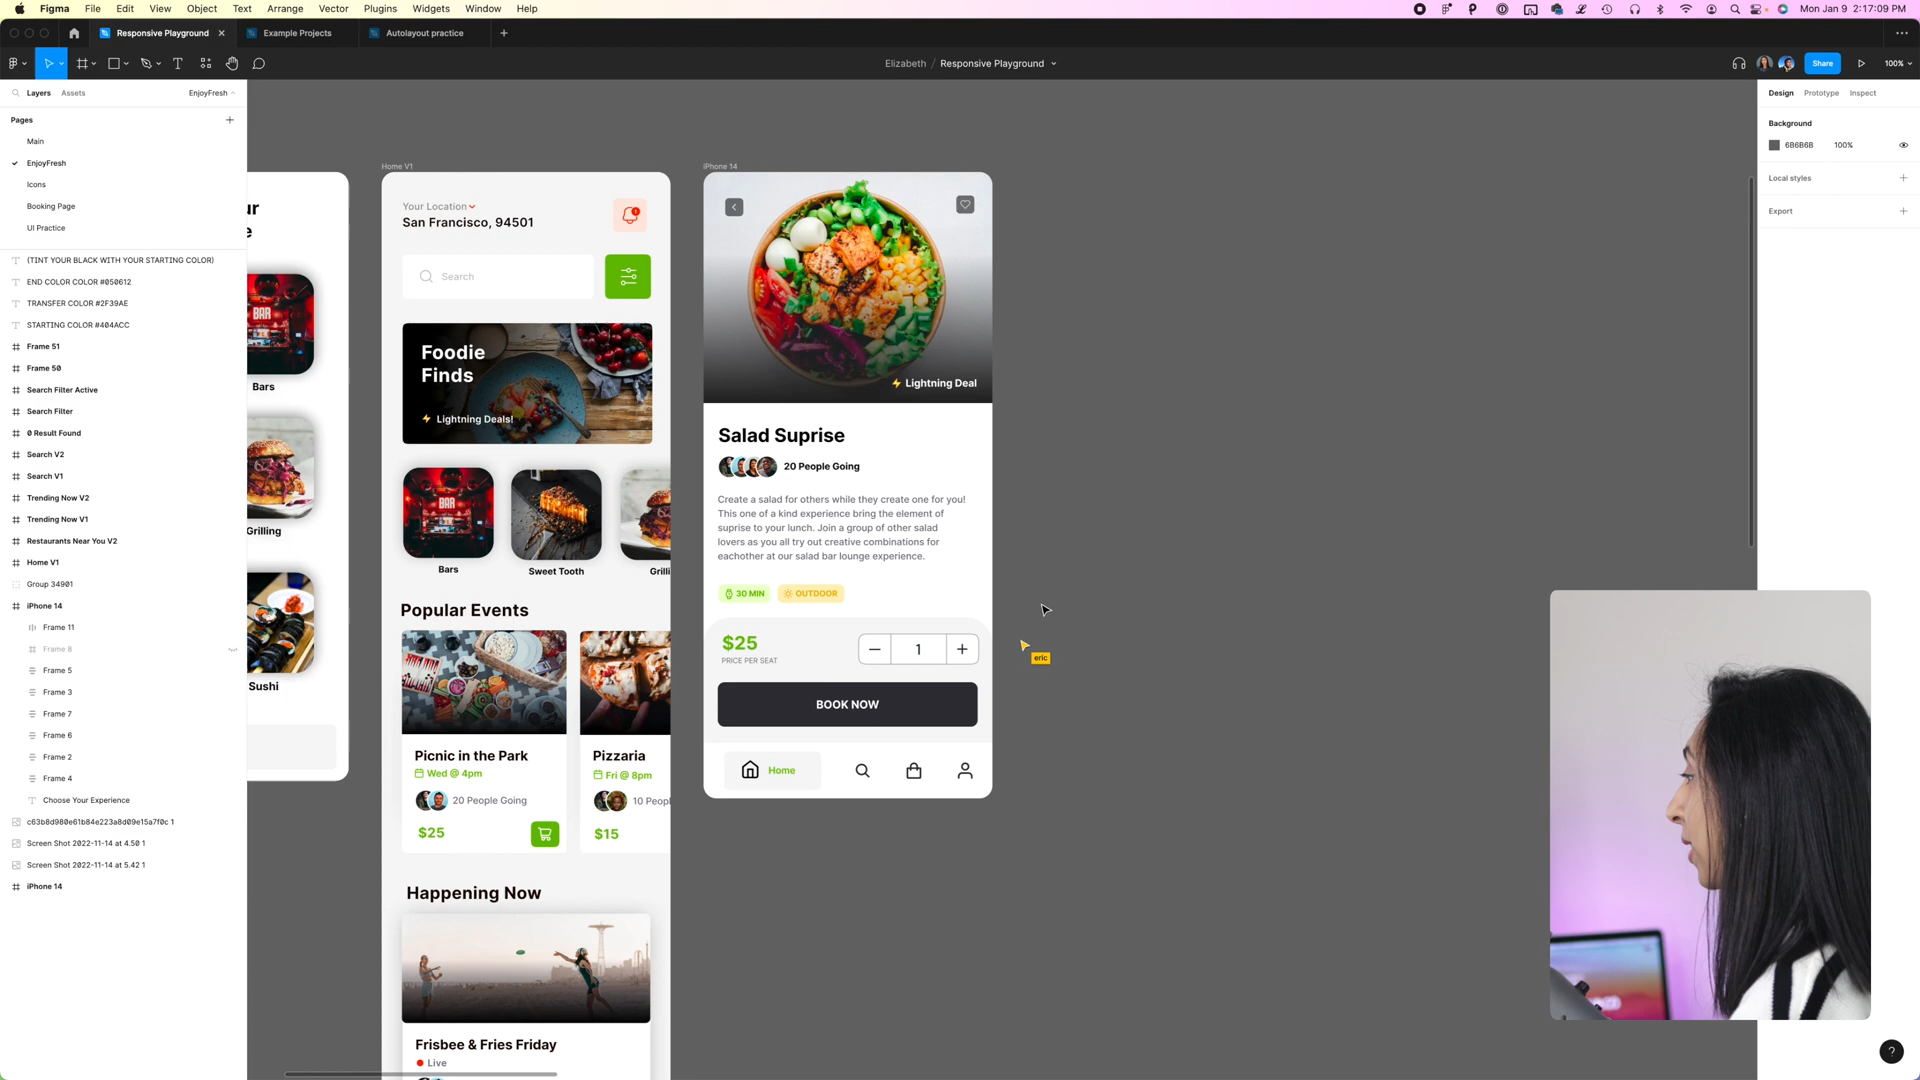 Figma File Edit View Object Text Arrange Vector Plugins Widgets Window Help
Mon Jan 9 2:17:09 PM
Responsive Playground
Example Projects
Autolayout practice
Elizabeth / Responsive Playground
Share
100%
Layers
Assets
EnjoyFresh
Pages
Main
EnjoyFresh
Icons
Booking Page
UI Practice
(TINT YOUR BLACK WITH YOUR STARTING COLOR)
END COLOR COLOR #050612
TRANSFER COLOR #2F39AE
STARTING COLOR #404ACC
Frame 51
Frame 50
Search Filter Active
Search Filter
0 Result Found
Search V2
Search V1
Trending Now V2
Trending Now V1
Restaurants Near You V2
Home V1
Group 34901
iPhone 14
Frame 11
Frame 8
Frame 5
Frame 3
Frame 7
Frame 6
Frame 2
Frame 4
Choose Your Experience
c63b8d980e61b84e223a8d09e15a7f0c 1
Screen Shot 2022-11-14 at 4.50 1
Screen Shot 2022-11-14 at 5.42 1
iPhone 14
ur
e
BAR
Bars
Grilling
Sushi
Home V1
Your Location
San Francisco, 94501
1
Search
Foodie
Finds
Lightning Deals!
BAR
Bars
Sweet Tooth
Grilli
Popular Events
Picnic in the Park
Wed @ 4pm
20 People Going
$25
Pizzaria
Fri @ 8pm
10 Peopl
$15
Happening Now
Frisbee & Fries Friday
Live
iPhone 14
Lightning Deal
Salad Suprise
20 People Going
Create a salad for others while they create one for you!
This one of a kind experience bring the element of
suprise to your lunch. Join a group of other salad
lovers as you all try out creative combinations for
eachother at our salad bar lounge experience.
30 MIN
OUTDOOR
$25
PRICE PER SEAT
1
BOOK NOW
Home
eric
Design
Prototype
Inspect
Background
6B6B6B
100%
Local styles
Export
?